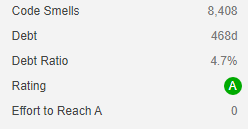 Code Smells 8,408
Debt 468d
Debt Ratio 4.7%
Rating A
Effort to Reach A 0